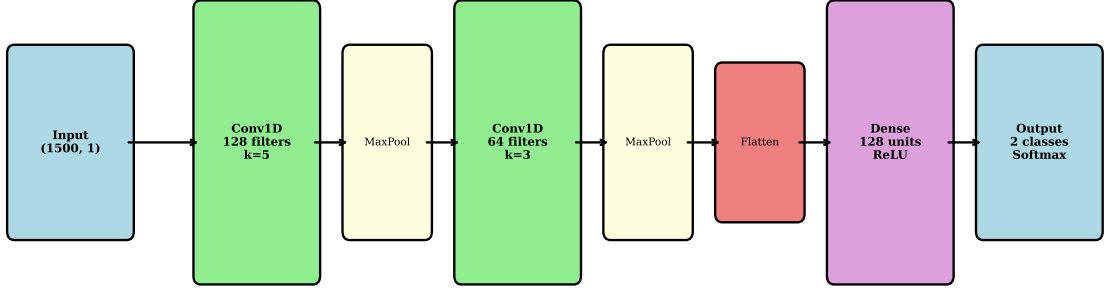 Input
(1500, 1)
Conv1D
128 filters
k=5
MaxPool
Conv1D
64 filters
k=3
MaxPool
Flatten
Dense
128 units
ReLU
Output
2 classes
Softmax